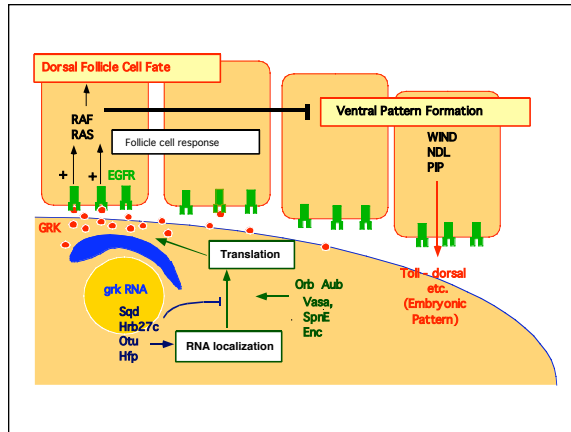 Dorsal Follicle Cell Fate
Ventral Pattern Formation
RAF
RAS
Follicle cell response
WIND
NDL
PIP
+
+
EGFR
GRK
Translation
Toll - dorsal
etc.
(Embryonic
Pattern)
grk RNA
Orb Aub
Vasa,
SpnE
Enc
Sqd
Hrb27c
Otu
Hfp
RNA localization